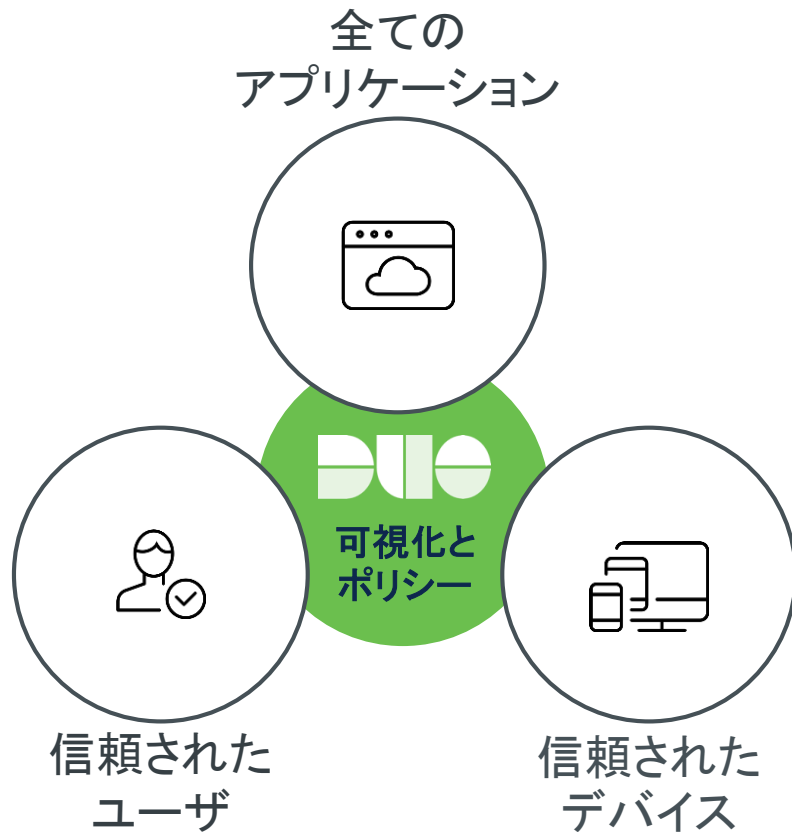 全ての
アプリケーション
DUO
可視化と
ポリシー
信頼された
ユーザ
信頼された
デバイス